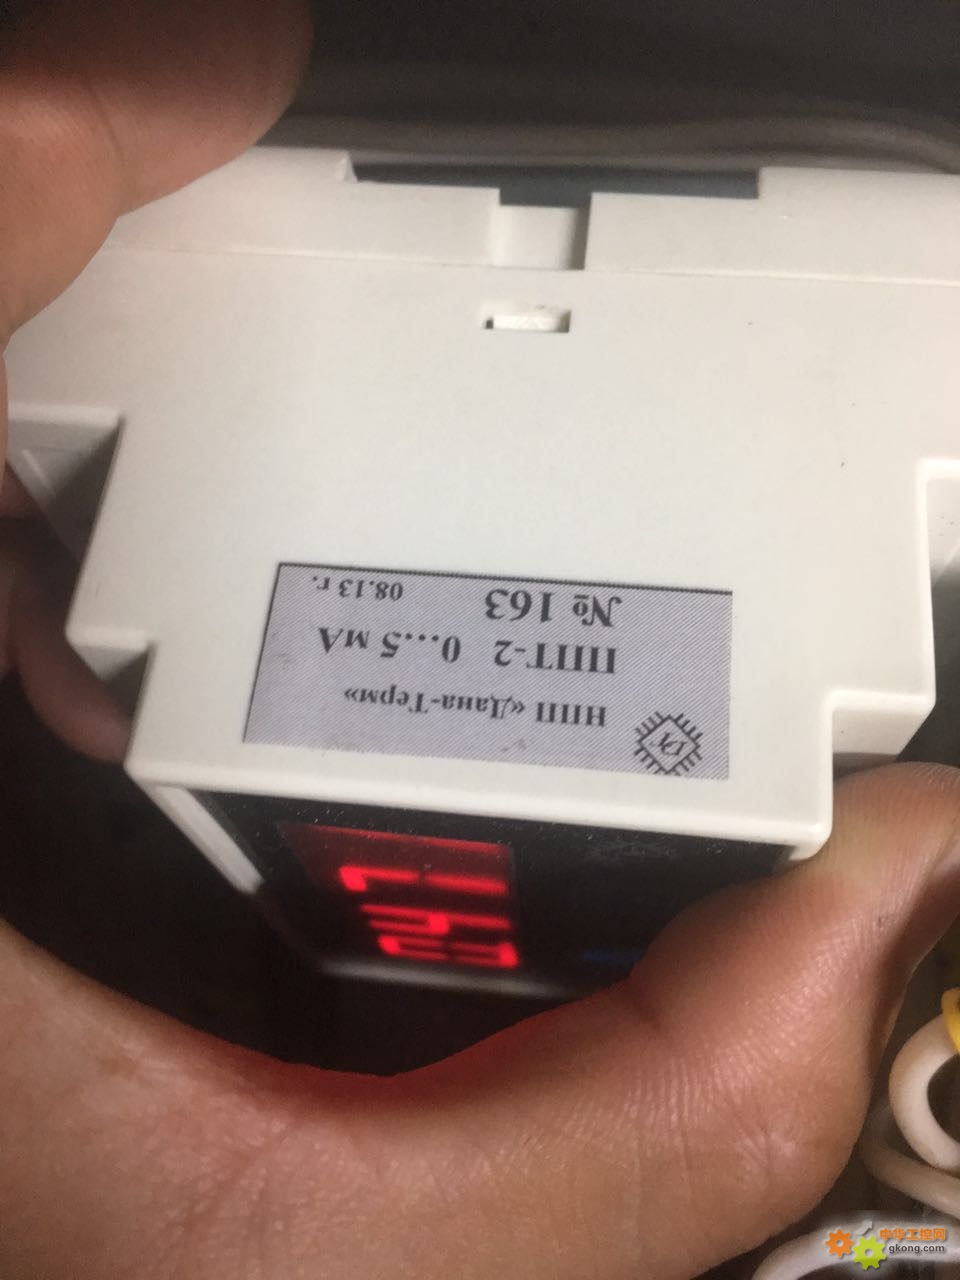 НПП «Дана-Терм»
ППТ-2 0...5 мА
№ 163 08.13 г.
中华工控网
gkong.com